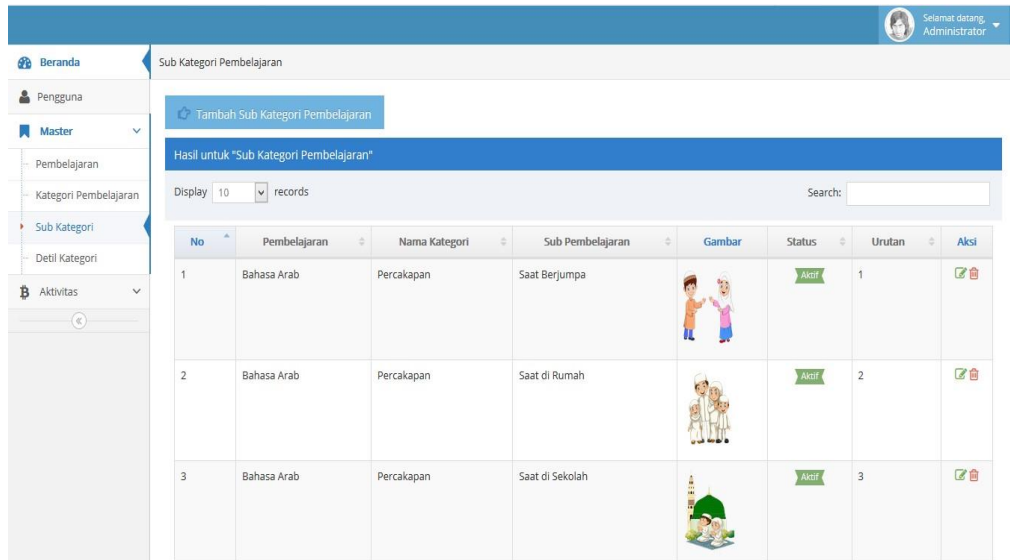 Selamat datang,
Administrator
Beranda
Pengguna
Master
Pembelajaran
Kategori Pembelajaran
Sub Kategori
Detil Kategori
Aktivitas
Sub Kategori Pembelajaran
Tambah Sub Kategori Pembelajaran
Hasil untuk "Sub Kategori Pembelajaran"
Display 10 records Search:
No Pembelajaran Nama Kategori Sub Pembelajaran Gambar Status Urutan Aksi
1 Bahasa Arab Percakapan Saat Berjumpa Aktif 1
2 Bahasa Arab Percakapan Saat di Rumah Aktif 2
3 Bahasa Arab Percakapan Saat di Sekolah Aktif 3